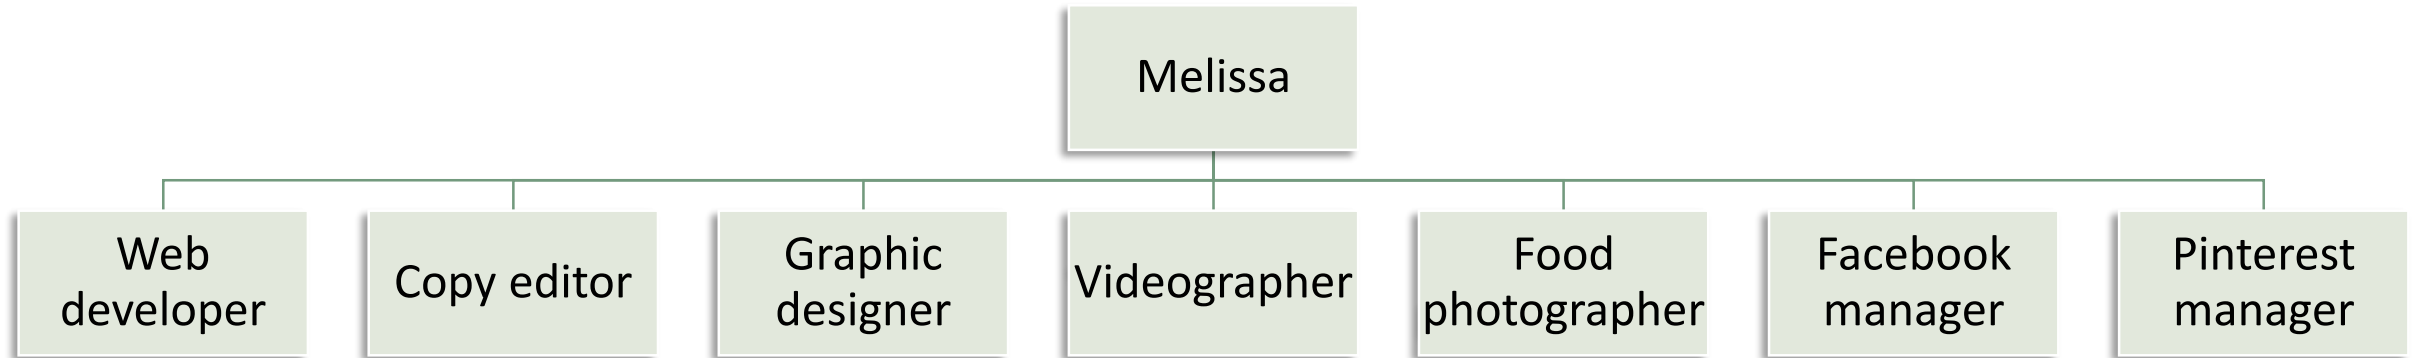 Melissa
Web
developer
Copy editor
Graphic
designer
Videographer
Food
photographer
Facebook
manager
Pinterest
manager